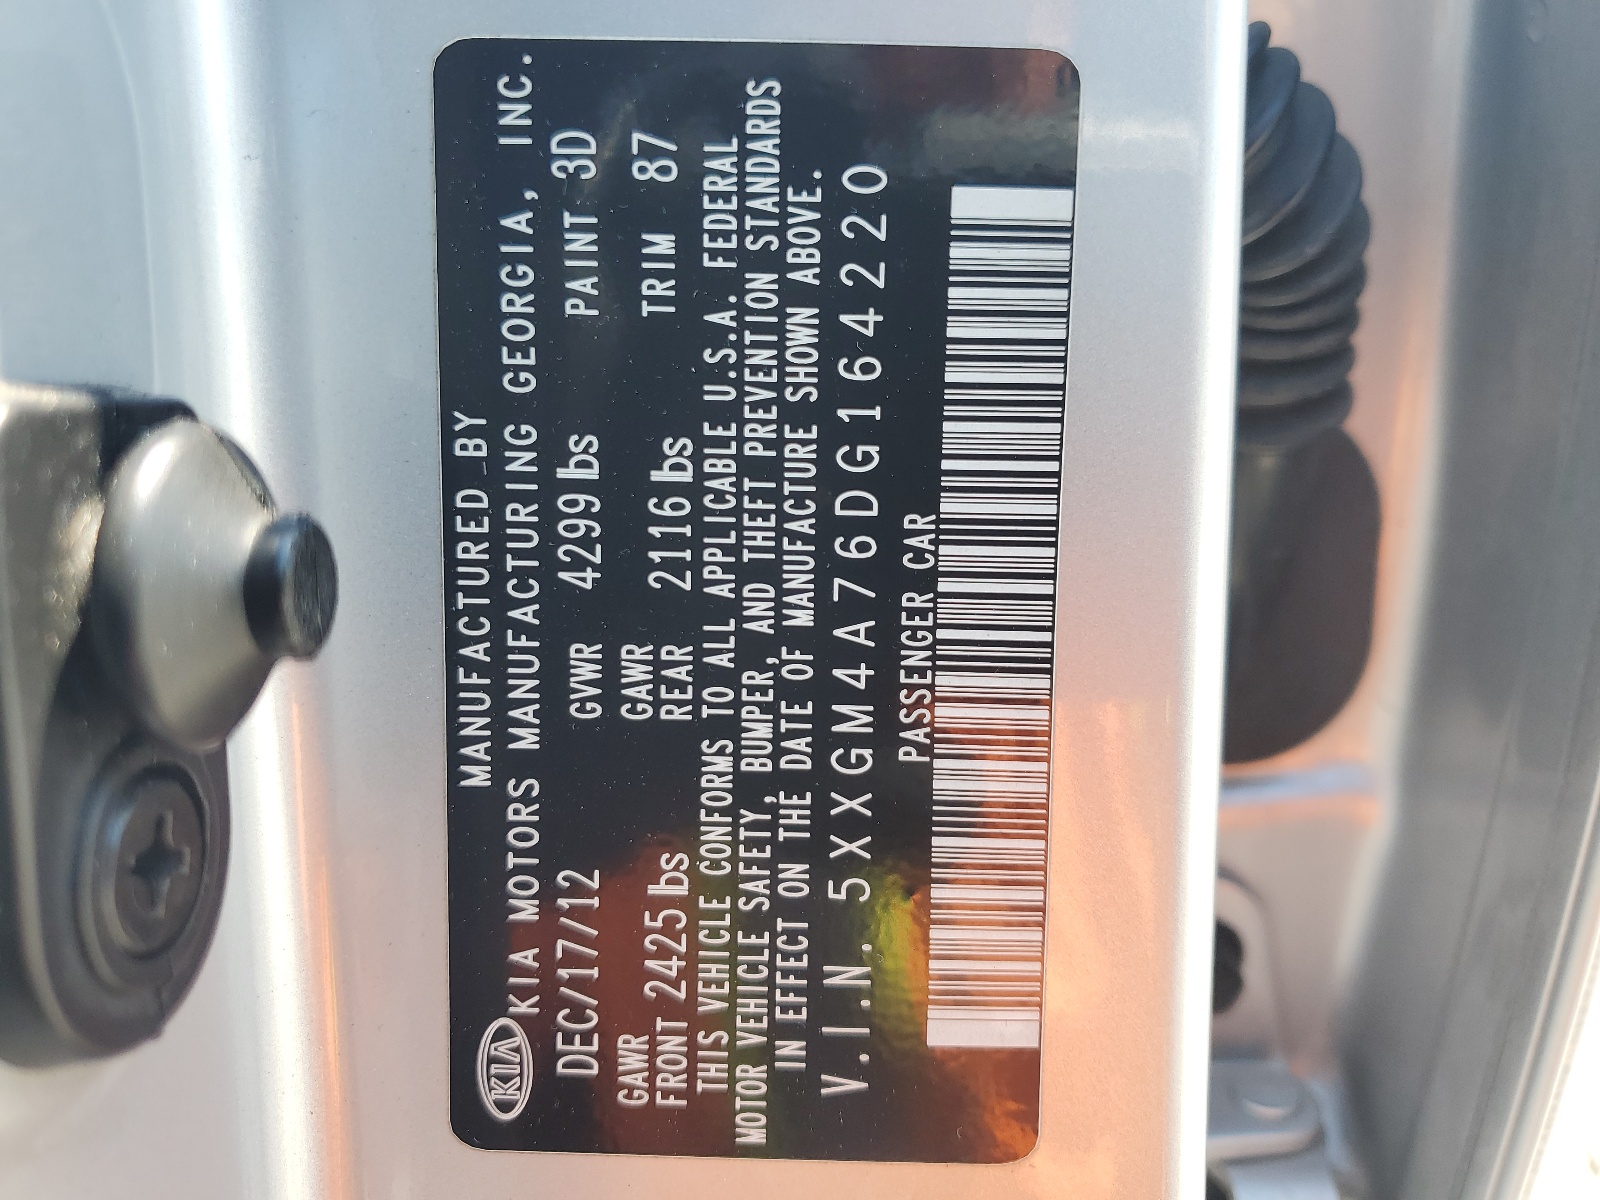 MANUFACTURED BY
KIA KIA MOTORS MANUFACTURING GEORGIA, INC.
DEC/17/12 GVWR 4299 lbs PAINT 3D
GAWR FRONT 2425 lbs GAWR REAR 2116 lbs TRIM 87
THIS VEHICLE CONFORMS TO ALL APPLICABLE U.S.A. FEDERAL
MOTOR VEHICLE SAFETY, BUMPER, AND THEFT PREVENTION STANDARDS
IN EFFECT ON THE DATE OF MANUFACTURE SHOWN ABOVE.
V.I.N. 5XXGM4A76DG164220
PASSENGER CAR